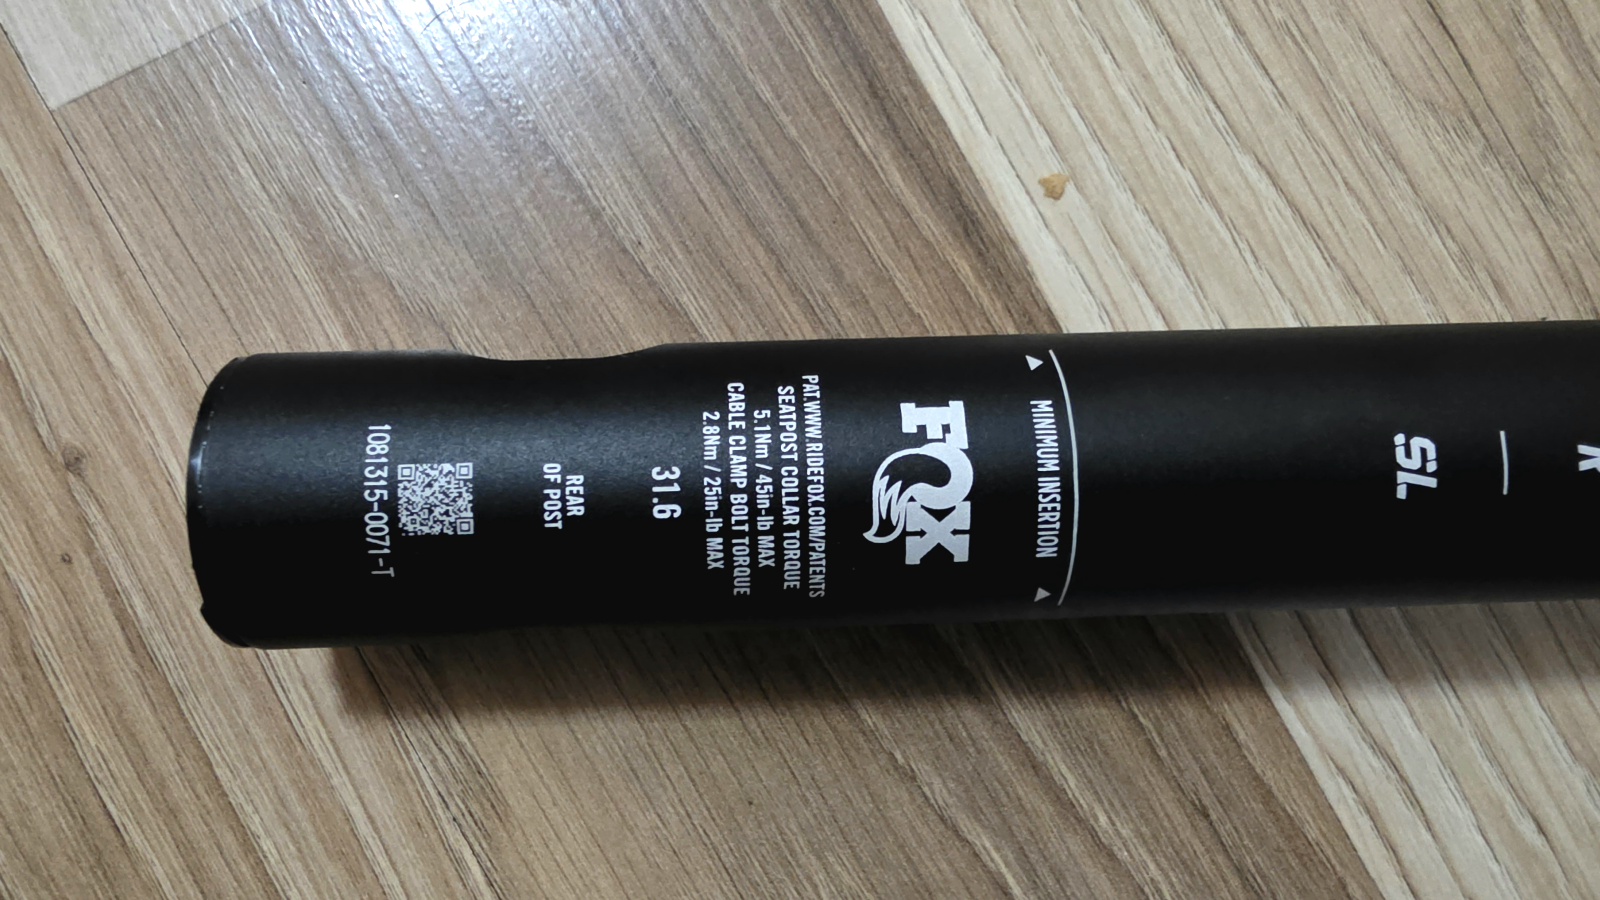 SL
MINIMUM INSERTION
FOX
PAT.WWW.RIDEFOX.COM/PATENTS
SEATPOST COLLAR TORQUE
5.1Nm / 45in-lb MAX
CABLE CLAMP BOLT TORQUE
2.8Nm / 25in-lb MAX
31.6
REAR
OF POST
1081315-0071-T